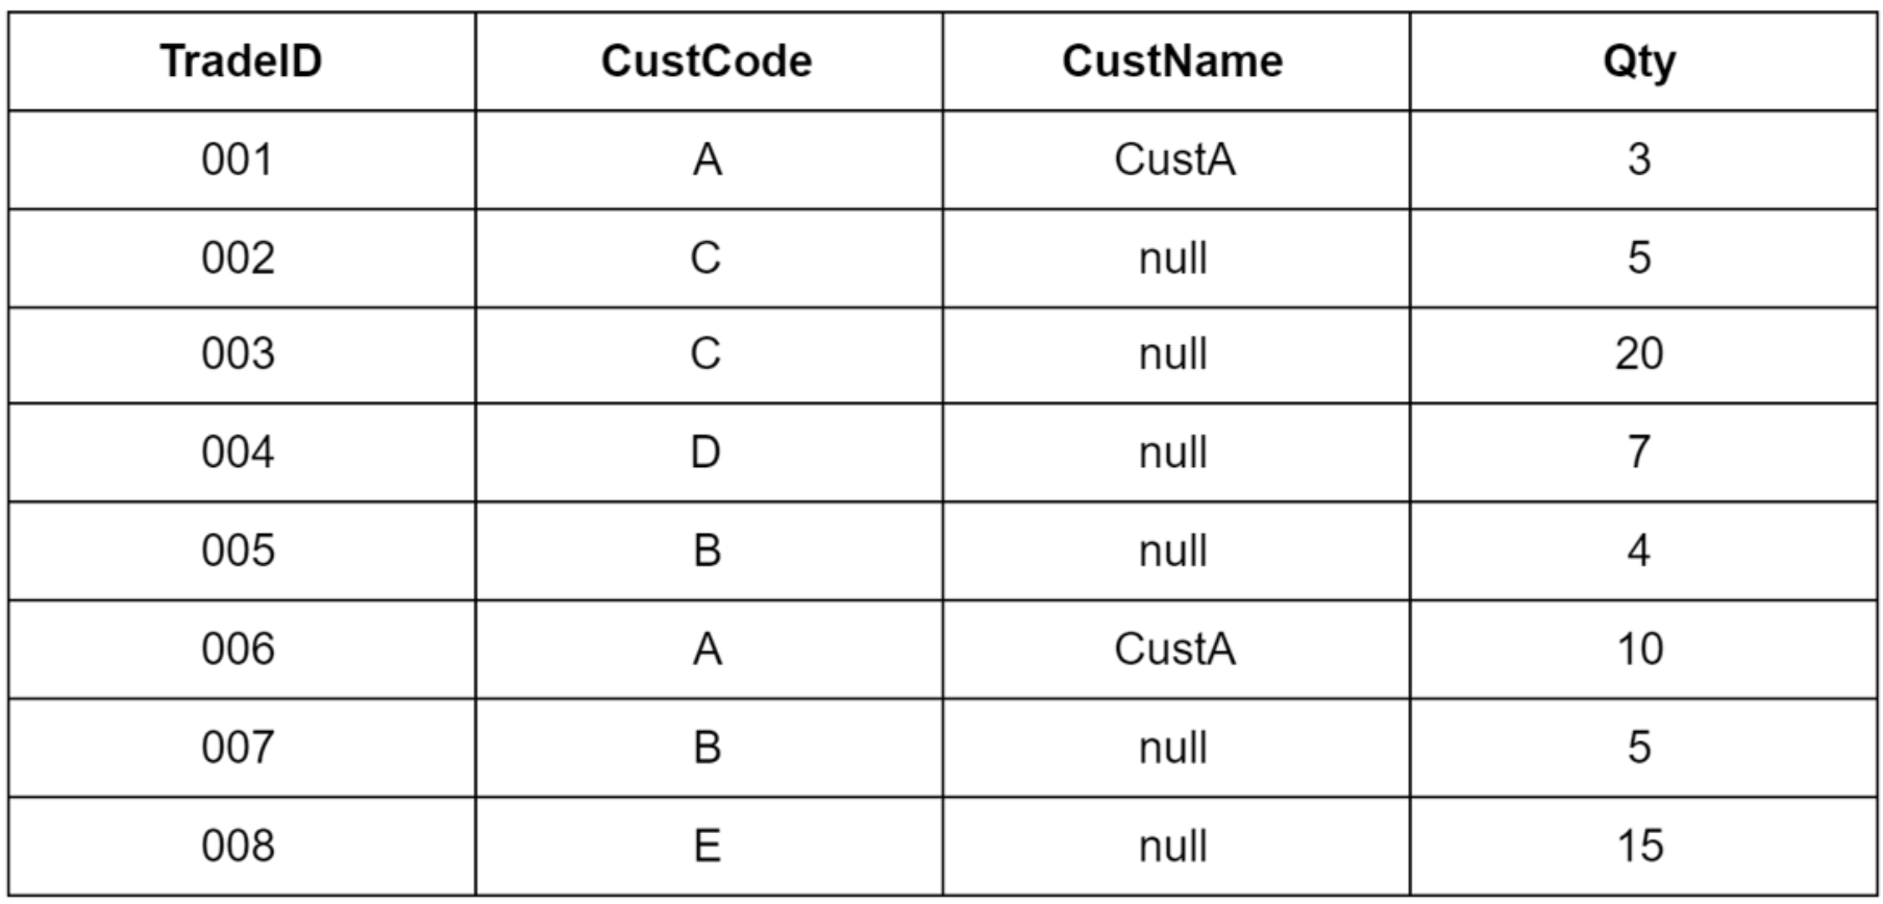 TradeID CustCode CustName Qty
001 A CustA 3
002 C null 5
003 C null 20
004 D null 7
005 B null 4
006 A CustA 10
007 B null 5
008 E null 15